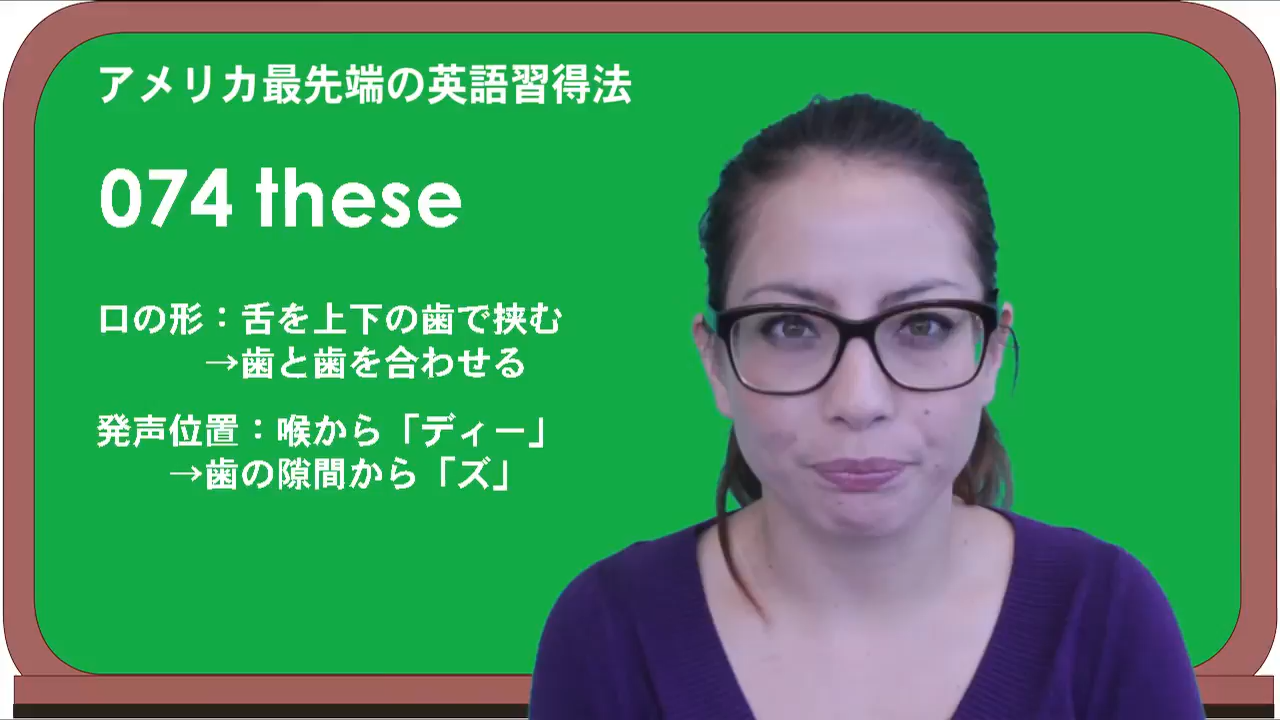 アメリカ最先端の英語習得法
074 these
口の形：舌を上下の歯で挟む
→歯と歯を合わせる
発声位置：喉から「ディー」
→歯の隙間から「ズ」